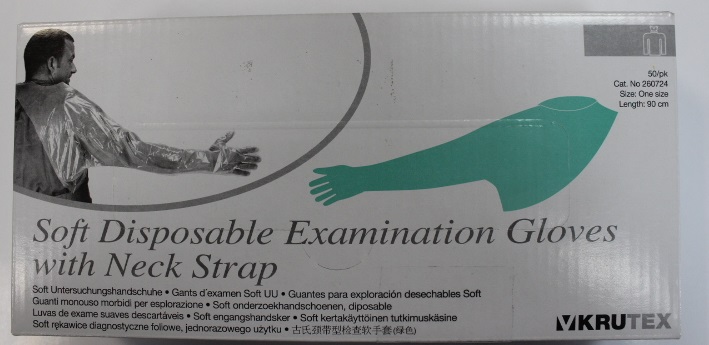 50/pk
Cat. No 260724
Size: One size
Length: 90 cm
Soft Disposable Examination Gloves
with Neck Strap
Soft Untersuchungshandschuhe • Gants d'examen Soft UU • Guantes para exploración desechables Soft
Guanti monouso morbidi per esplorazione • Soft onderzoekhandschoenen, diposable
Luvas de exame suaves descartáveis • Soft engangshandsker • Soft kertakäyttöinen tutkimuskäsine
Soft rękawice diagnostyczne foliowe, jednorazowego użytku • 古氏颈带型检查软手套(绿色)
KRUTEX